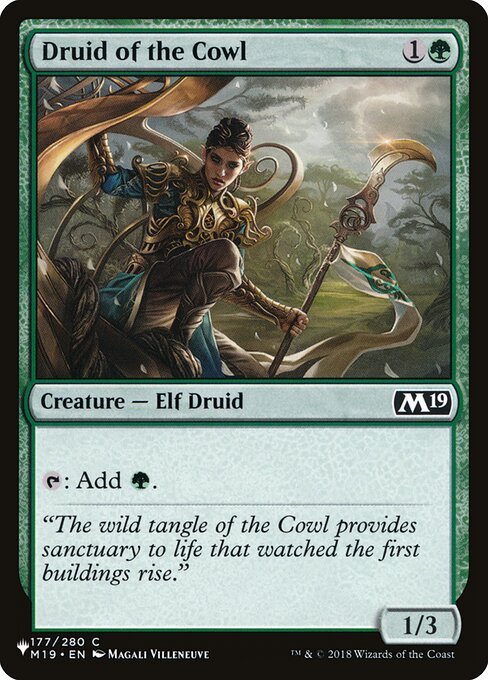 Druid of the Cowl 1
Creature — Elf Druid M19
: Add .
“The wild tangle of the Cowl provides
sanctuary to life that watched the first
buildings rise.”
1/3
177/280 C
M19 • EN Magali Villeneuve ™ & © 2018 Wizards of the Coast